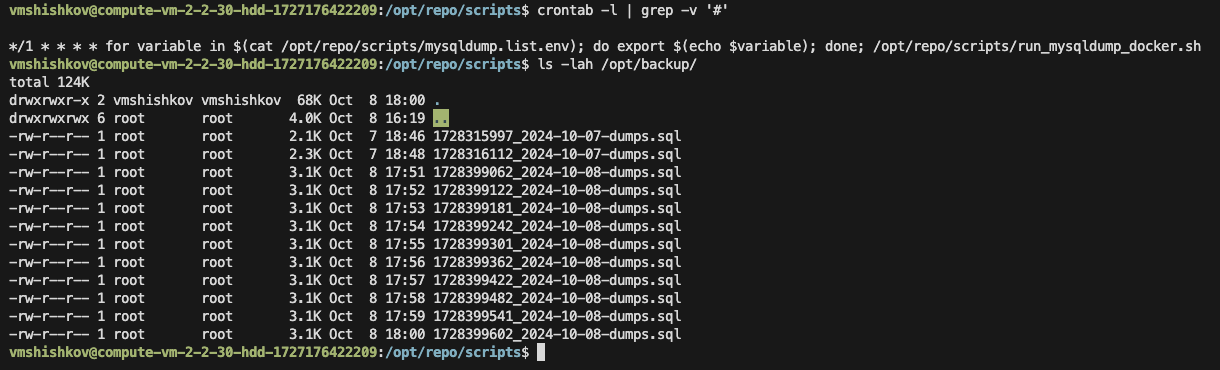 vmshishkov@compute-vm-2-2-30-hdd-1727176422209:/opt/repo/scripts$ crontab -l | grep -v '#'
*/1 * * * * for variable in $(cat /opt/repo/scripts/mysqldump.list.env); do export $(echo $variable); done; /opt/repo/scripts/run_mysqldump_docker.sh
vmshishkov@compute-vm-2-2-30-hdd-1727176422209:/opt/repo/scripts$ ls -lah /opt/backup/
total 124K
drwxrwxr-x 2 vmshishkov vmshishkov  68K Oct  8 18:00 .
drwxrwxrwx 6 root       root       4.0K Oct  8 16:19 ..
-rw-r--r-- 1 root       root       2.1K Oct  7 18:46 1728315997_2024-10-07-dumps.sql
-rw-r--r-- 1 root       root       2.3K Oct  7 18:48 1728316112_2024-10-07-dumps.sql
-rw-r--r-- 1 root       root       3.1K Oct  8 17:51 1728399062_2024-10-08-dumps.sql
-rw-r--r-- 1 root       root       3.1K Oct  8 17:52 1728399122_2024-10-08-dumps.sql
-rw-r--r-- 1 root       root       3.1K Oct  8 17:53 1728399181_2024-10-08-dumps.sql
-rw-r--r-- 1 root       root       3.1K Oct  8 17:54 1728399242_2024-10-08-dumps.sql
-rw-r--r-- 1 root       root       3.1K Oct  8 17:55 1728399301_2024-10-08-dumps.sql
-rw-r--r-- 1 root       root       3.1K Oct  8 17:56 1728399362_2024-10-08-dumps.sql
-rw-r--r-- 1 root       root       3.1K Oct  8 17:57 1728399422_2024-10-08-dumps.sql
-rw-r--r-- 1 root       root       3.1K Oct  8 17:58 1728399482_2024-10-08-dumps.sql
-rw-r--r-- 1 root       root       3.1K Oct  8 17:59 1728399541_2024-10-08-dumps.sql
-rw-r--r-- 1 root       root       3.1K Oct  8 18:00 1728399602_2024-10-08-dumps.sql
vmshishkov@compute-vm-2-2-30-hdd-1727176422209:/opt/repo/scripts$